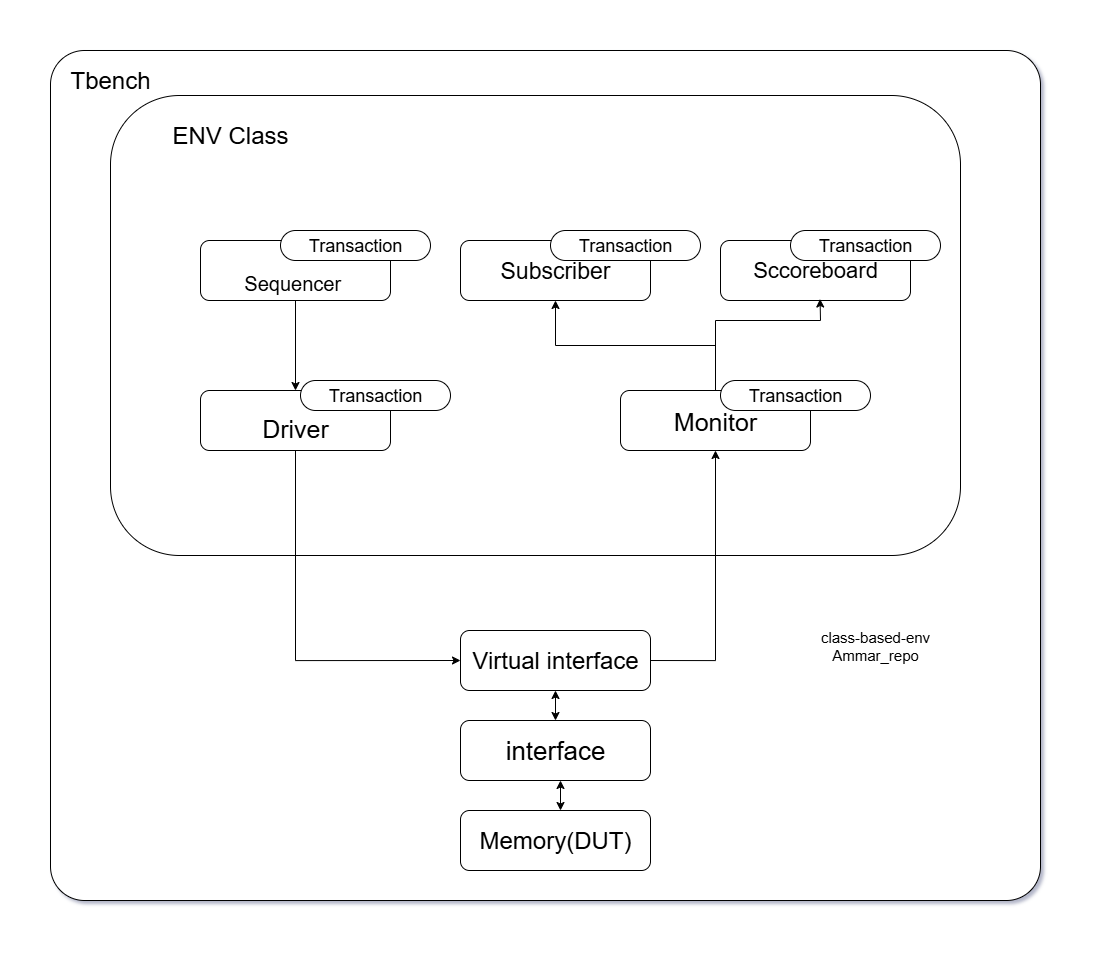 Tbench
ENV Class
Transaction
Sequencer
Transaction
Subscriber
Transaction
Sccoreboard
Transaction
Driver
Transaction
Monitor
Virtual interface
class-based-env
Ammar_repo
interface
Memory(DUT)